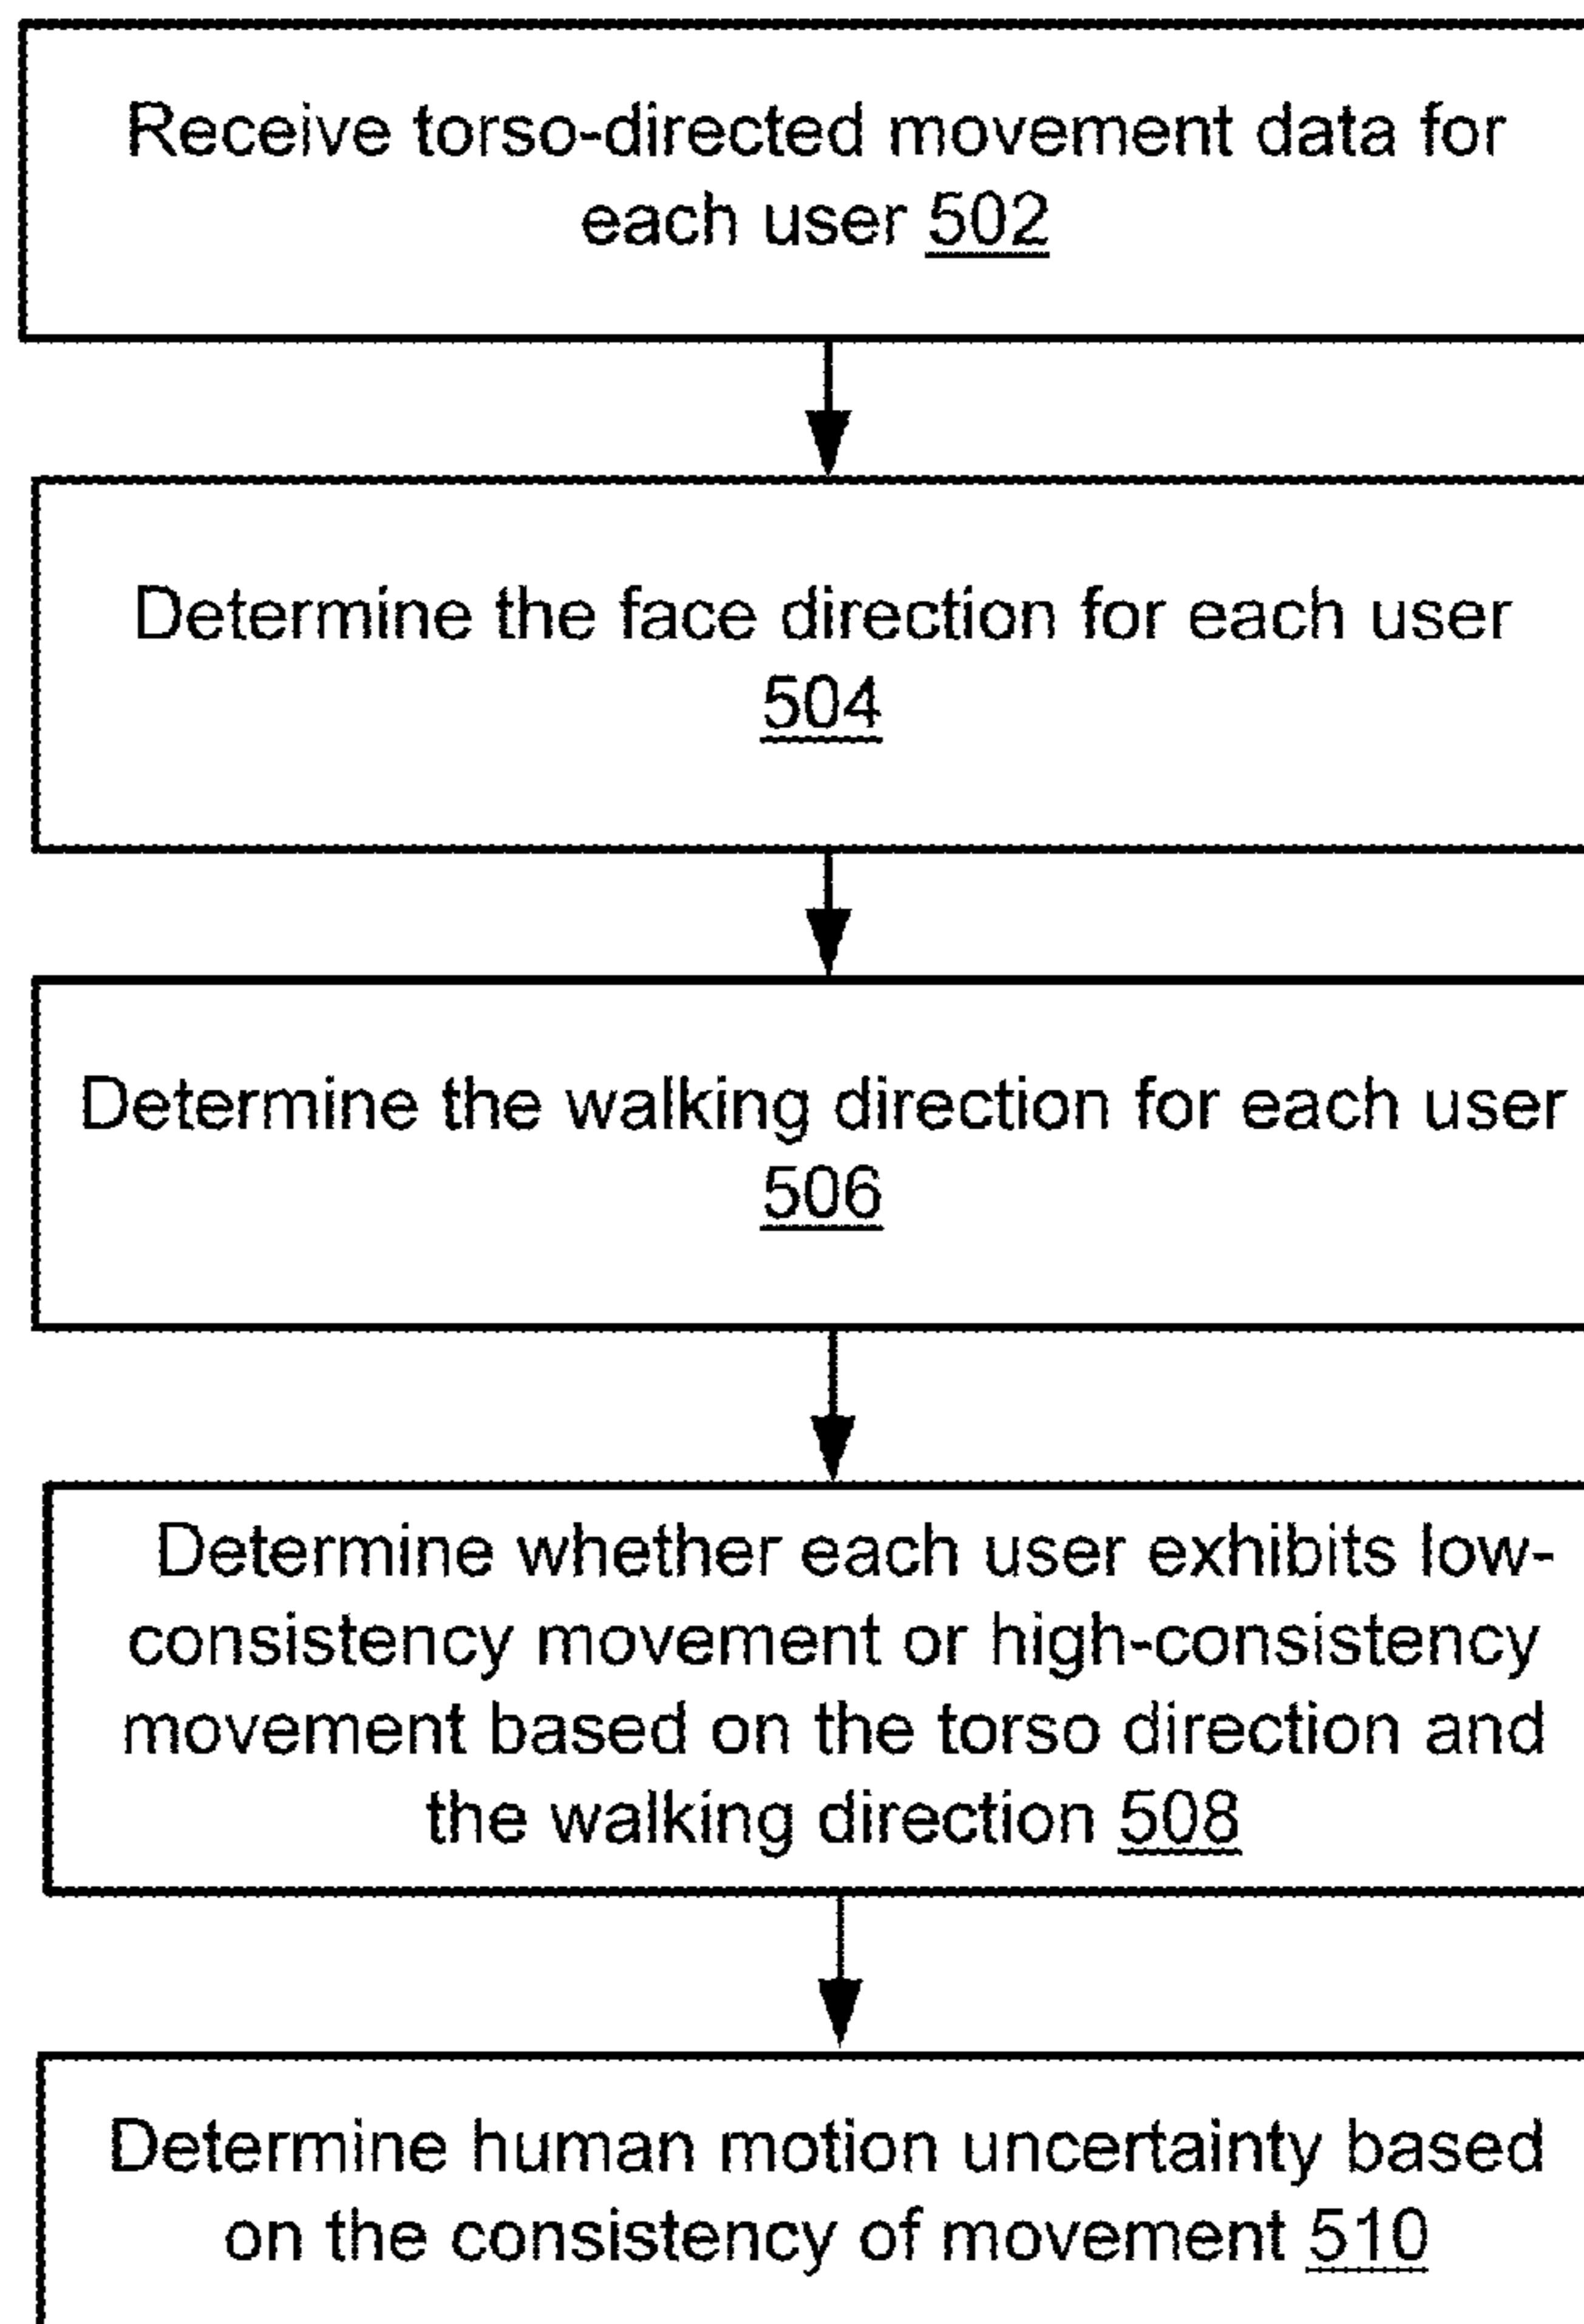 Receive torso-directed movement data for
each user 502
Determine the face direction for each user
504
Determine the walking direction for each user
506
Determine whether each user exhibits low-
consistency movement or high-consistency
movement based on the torso direction and
the walking direction 508
Determine human motion uncertainty based
on the consistency of movement 510